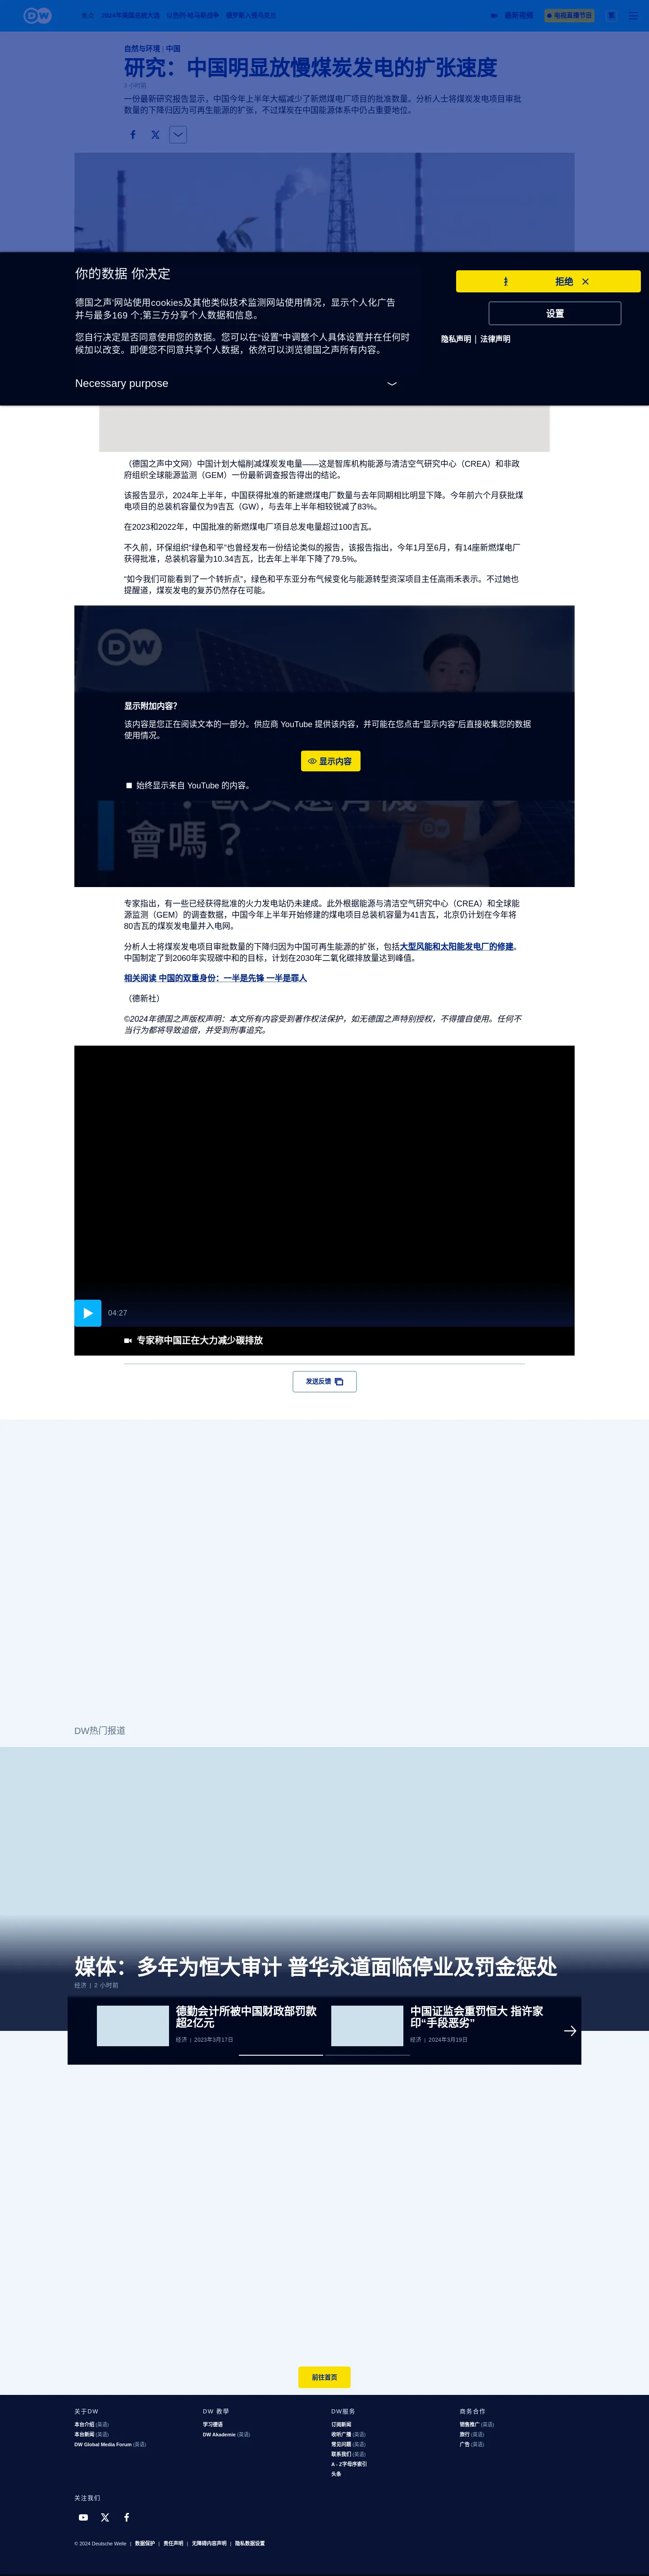 DW
焦点
2024年美国总统大选 以色列-哈马斯战争 俄罗斯入侵乌克兰
最新视频
电视直播节目
繁
自然与环境 | 中国
研究：中国明显放慢煤炭发电的扩张速度
3 小时前
一份最新研究报告显示，中国今年上半年大幅减少了新燃煤电厂项目的批准数量。分析人士将煤炭发电项目审批
数量的下降归因为可再生能源的扩张，不过煤炭在中国能源体系中仍占重要地位。
你的数据 你决定
拒绝
德国之声'网站使用cookies及其他类似技术监测网站使用情况，显示个人化广告
并与最多169 个;第三方分享个人数据和信息。
设置
您自行决定是否同意使用您的数据。您可以在“设置”中调整个人具体设置并在任何时
候加以改变。即便您不同意共享个人数据，依然可以浏览德国之声所有内容。
隐私声明 | 法律声明
Necessary purpose
（德国之声中文网）中国计划大幅削减煤炭发电量——这是智库机构能源与清洁空气研究中心（CREA）和非政
府组织全球能源监测（GEM）一份最新调查报告得出的结论。
该报告显示，2024年上半年，中国获得批准的新建燃煤电厂数量与去年同期相比明显下降。今年前六个月获批煤
电项目的总装机容量仅为9吉瓦（GW），与去年上半年相较锐减了83%。
在2023和2022年，中国批准的新燃煤电厂项目总发电量超过100吉瓦。
不久前，环保组织“绿色和平”也曾经发布一份结论类似的报告，该报告指出，今年1月至6月，有14座新燃煤电厂
获得批准，总装机容量为10.34吉瓦，比去年上半年下降了79.5%。
“如今我们可能看到了一个转折点”，绿色和平东亚分布气候变化与能源转型资深项目主任高雨禾表示。不过她也
提醒道，煤炭发电的复苏仍然存在可能。
DW
显示附加内容？
该内容是您正在阅读文本的一部分。供应商 YouTube 提供该内容，并可能在您点击“显示内容”后直接收集您的数据
使用情况。
显示内容
始终显示来自 YouTube 的内容。
會嗎？
专家指出，有一些已经获得批准的火力发电站仍未建成。此外根据能源与清洁空气研究中心（CREA）和全球能
源监测（GEM）的调查数据，中国今年上半年开始修建的煤电项目总装机容量为41吉瓦，北京仍计划在今年将
80吉瓦的煤炭发电量并入电网。
分析人士将煤炭发电项目审批数量的下降归因为中国可再生能源的扩张，包括大型风能和太阳能发电厂的修建。
中国制定了到2060年实现碳中和的目标，计划在2030年二氧化碳排放量达到峰值。
相关阅读 中国的双重身份：一半是先锋 一半是罪人
（德新社）
©2024年德国之声版权声明：本文所有内容受到著作权法保护，如无德国之声特别授权，不得擅自使用。任何不
当行为都将导致追偿，并受到刑事追究。
04:27
专家称中国正在大力减少碳排放
发送反馈
DW热门报道
媒体：多年为恒大审计 普华永道面临停业及罚金惩处
经济 | 2 小时前
德勤会计所被中国财政部罚款
超2亿元
经济 | 2023年3月17日
中国证监会重罚恒大 指许家
印“手段恶劣”
经济 | 2024年3月19日
前往首页
关于DW
本台介绍 (英语)
本台新闻 (英语)
DW Global Media Forum (英语)
DW 教學
学习德语
DW Akademie (英语)
DW服务
订阅新闻
收听广播 (英语)
常见问题 (英语)
联系我们 (英语)
A - Z字母序索引
头条
商务合作
销售推广 (英语)
旅行 (英语)
广告 (英语)
关注我们
© 2024 Deutsche Welle | 数据保护 | 责任声明 | 无障碍内容声明 | 隐私数据设置